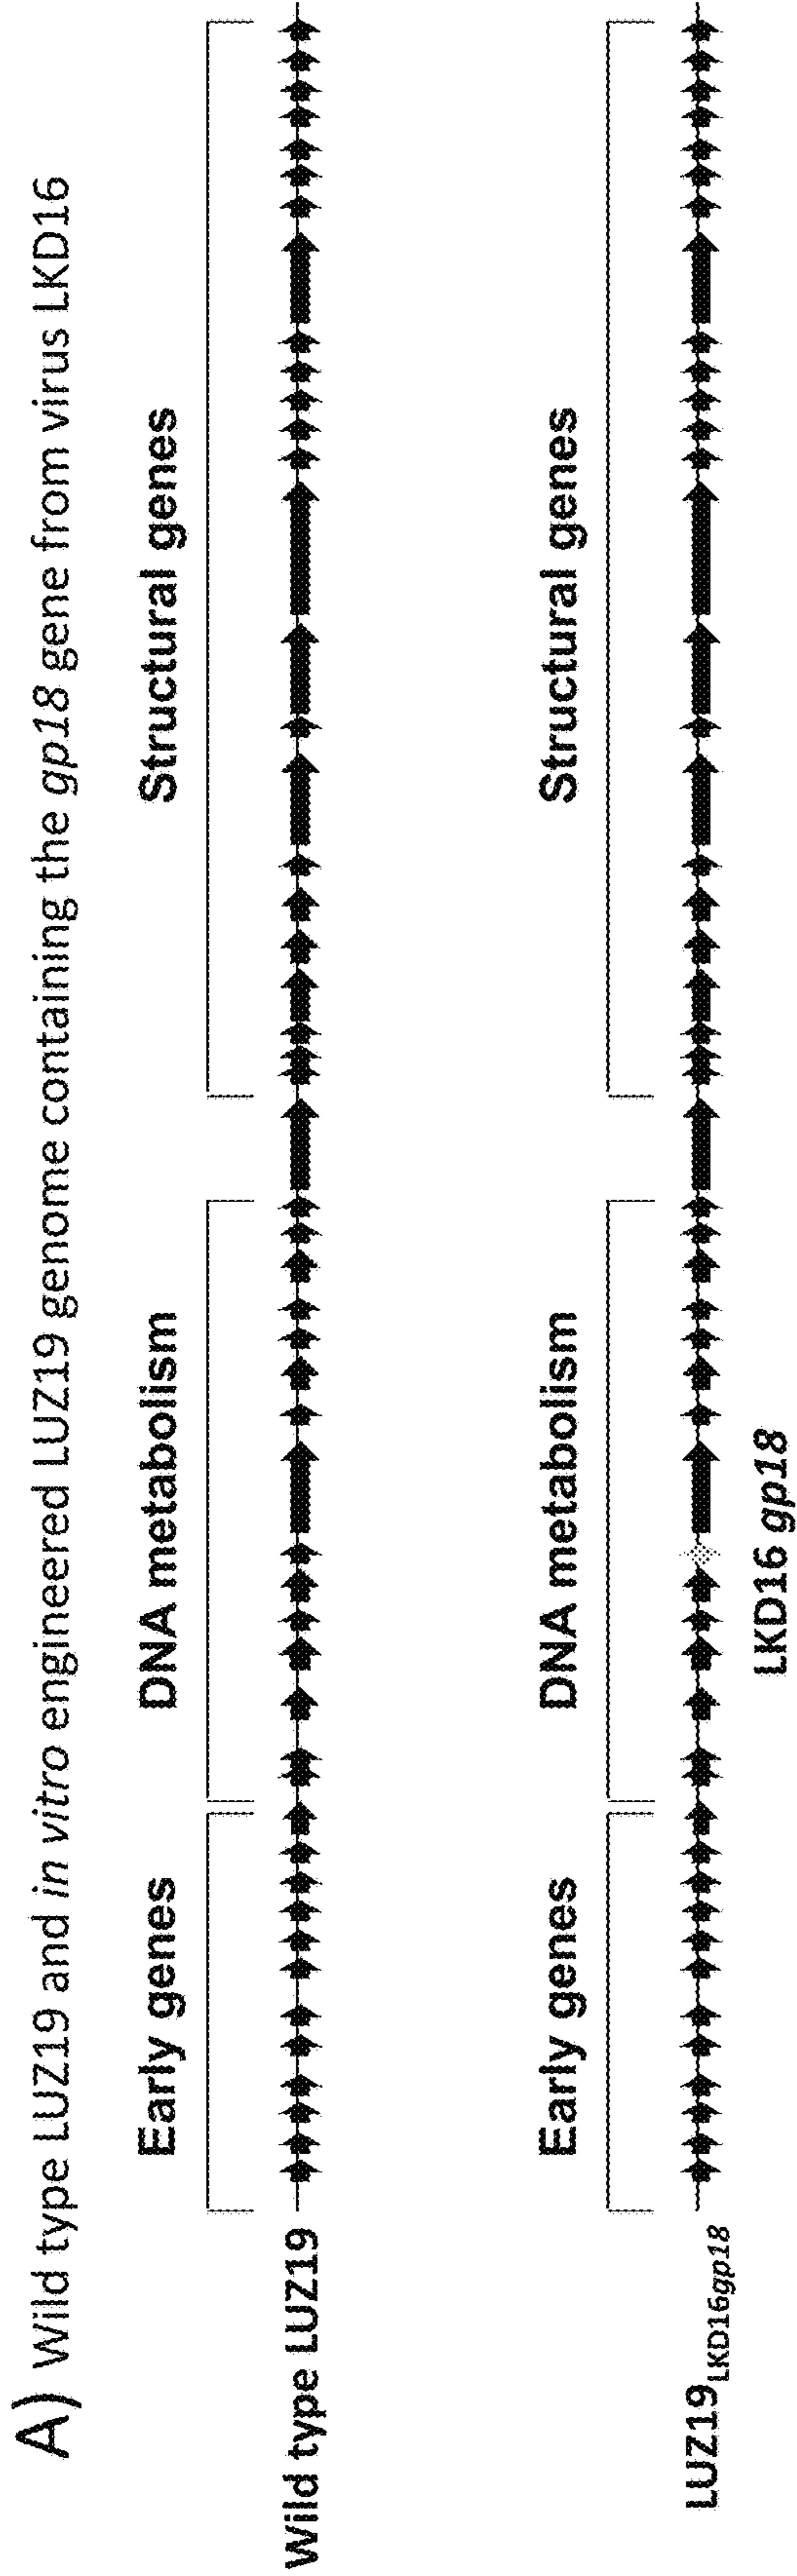 A) Wild type LUZ19 and in vitro engineered LUZ19 genome containing the gp18 gene from virus LKD16
Early genes DNA metabolism Structural genes
Wild type LUZ19
Early genes DNA metabolism Structural genes
LUZ19LKD16gp18
LKD16 gp18